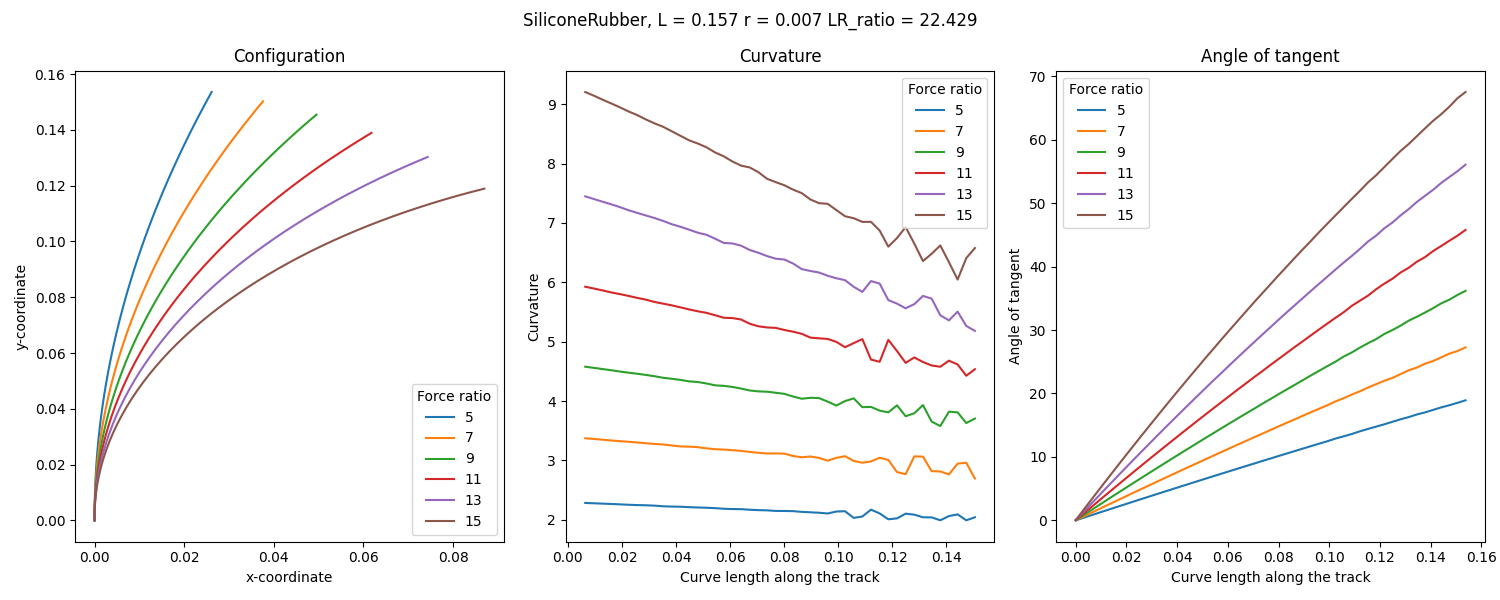 SiliconeRubber, L = 0.157 r = 0.007 LR_ratio = 22.429
Configuration
y-coordinate
0.16
0.14
0.12
0.10
0.08
0.06
0.04
0.02
0.00
Force ratio
5
7
9
11
13
15
0.00 0.02 0.04 0.06 0.08
x-coordinate
Curvature
Curvature
9
8
7
6
5
4
3
2
Force ratio
5
7
9
11
13
15
0.00 0.02 0.04 0.06 0.08 0.10 0.12 0.14
Curve length along the track
Angle of tangent
Angle of tangent
70
60
50
40
30
20
10
0
Force ratio
5
7
9
11
13
15
0.00 0.02 0.04 0.06 0.08 0.10 0.12 0.14 0.16
Curve length along the track